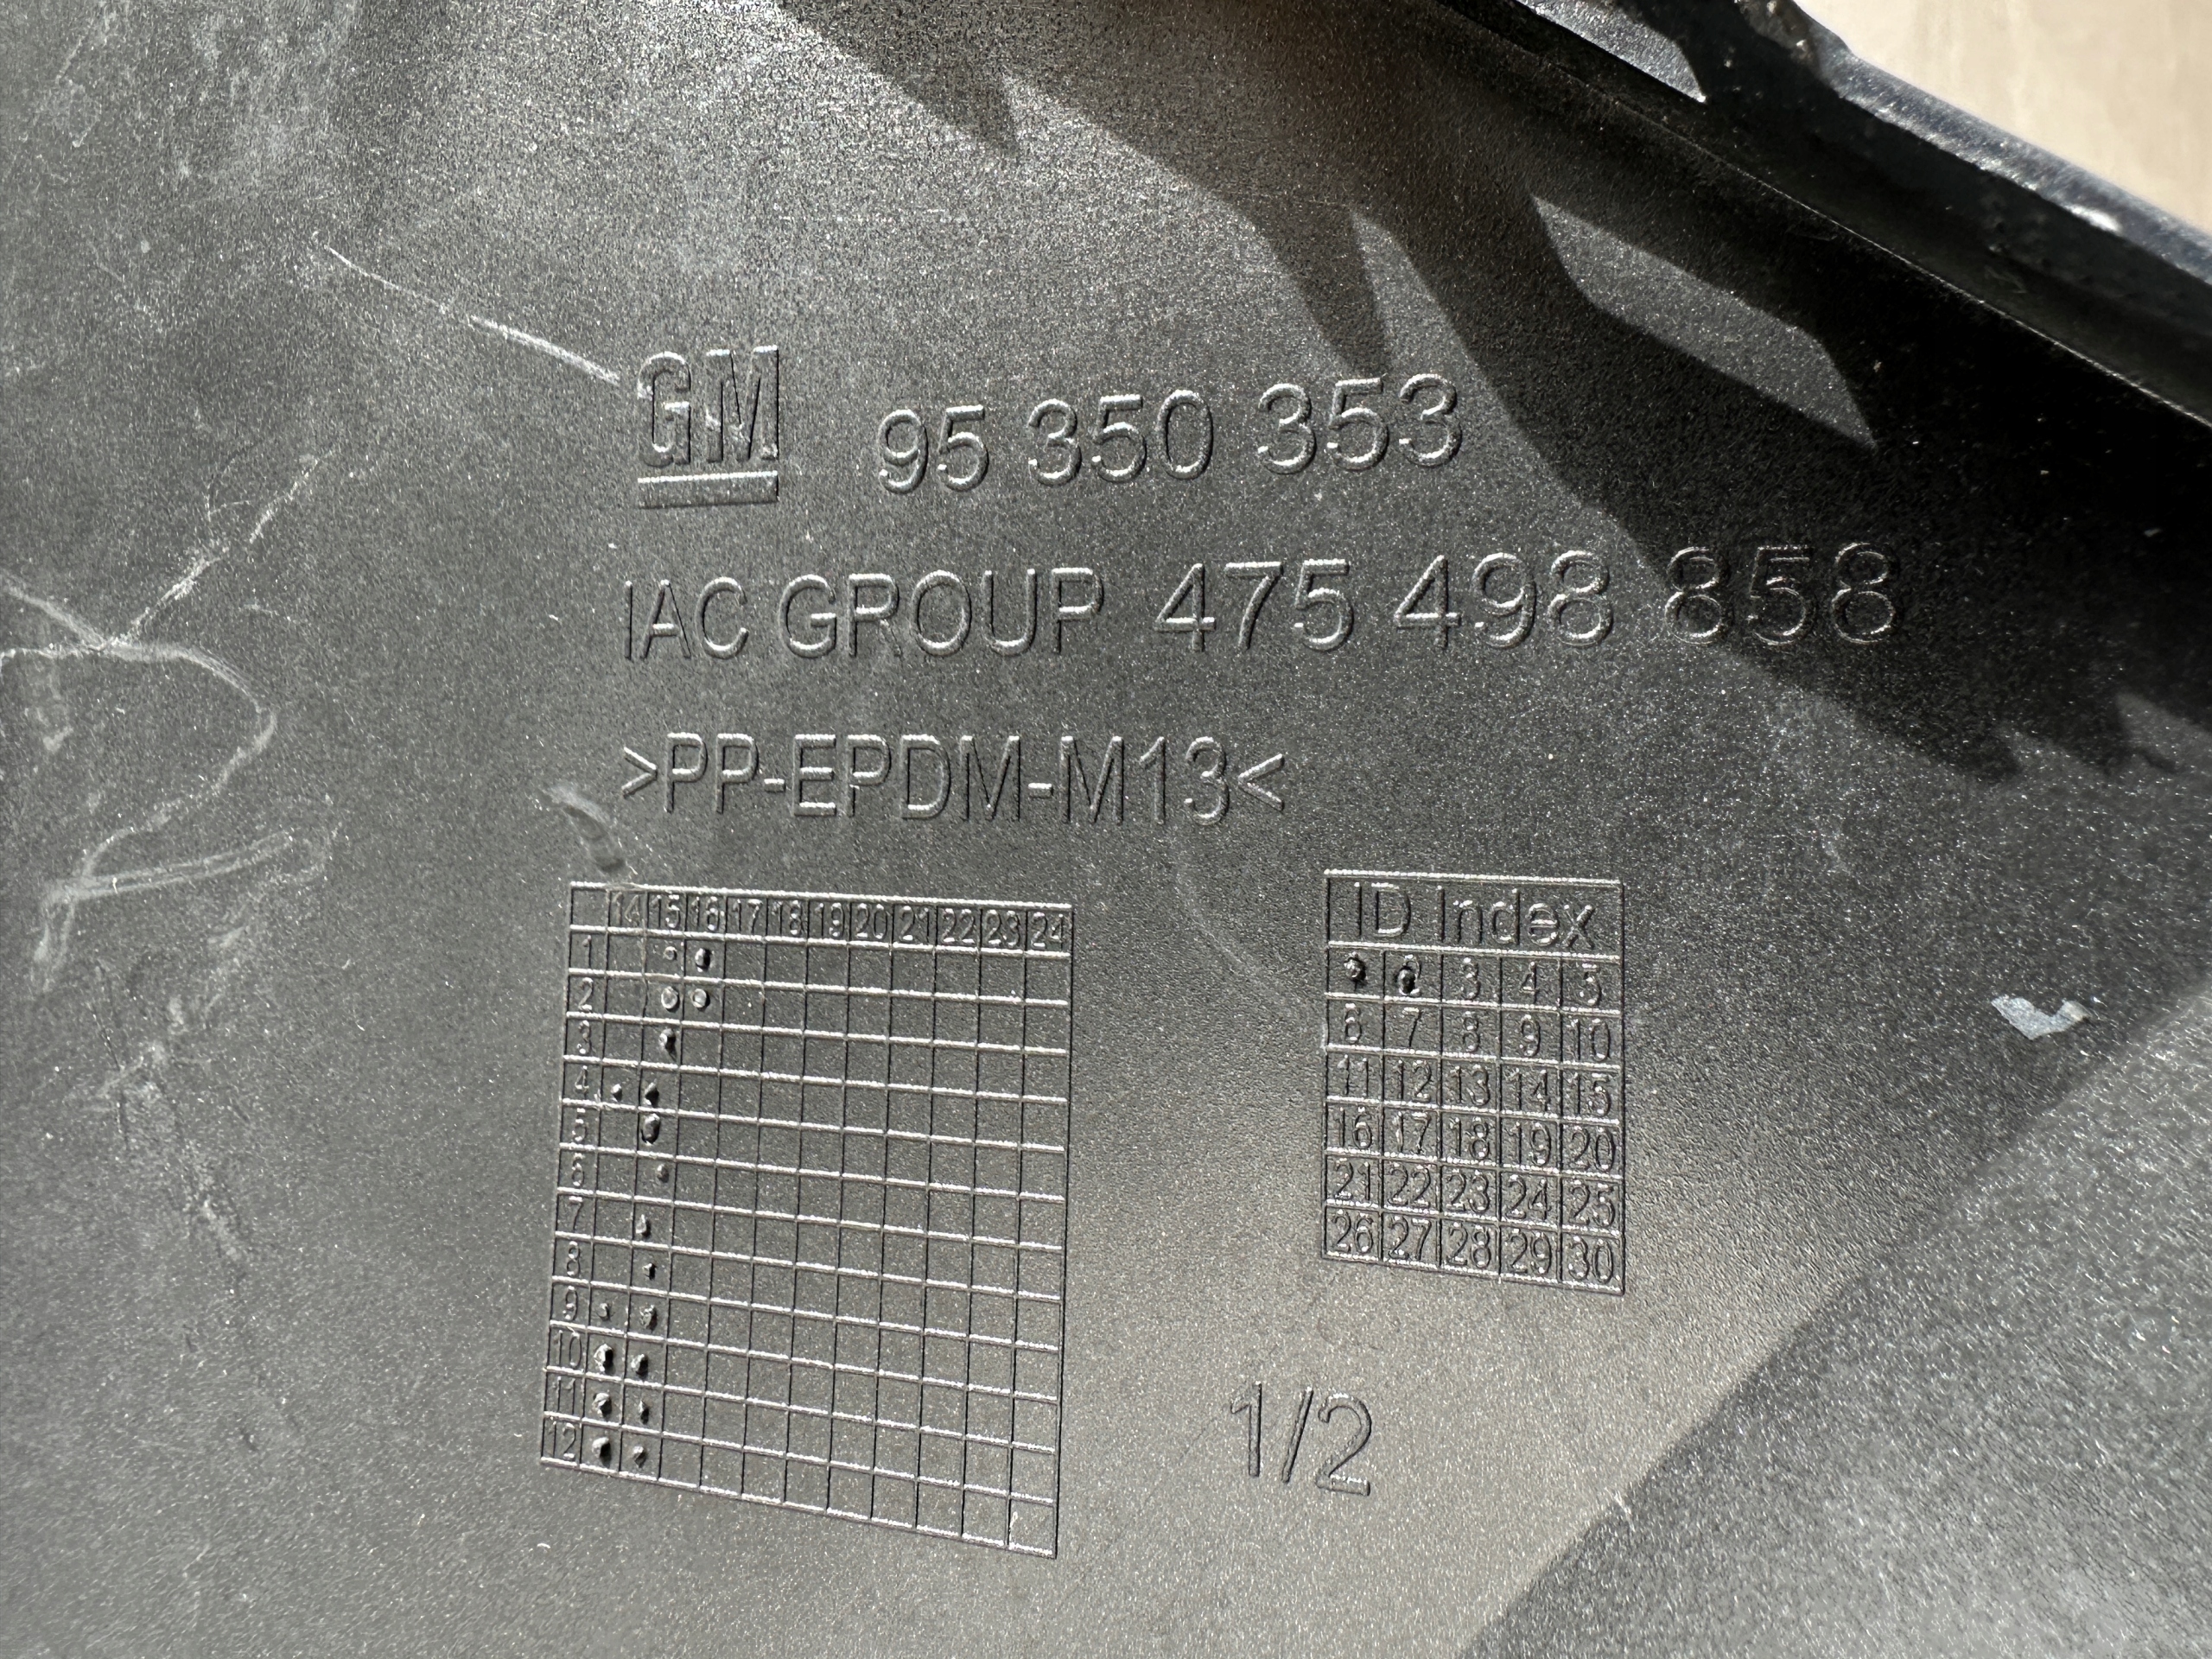 GM 95 350 353
IAC GROUP 475 498 858
>PP-EPDM-M13<
14 15 16 17 18 19 20 21 22 23 24
1
2
3
4
5
6
7
8
9
10
11
12
ID Index
2 3 4 5
6 7 8 9 10
11 12 13 14 15
16 17 18 19 20
21 22 23 24 25
26 27 28 29 30
1/2